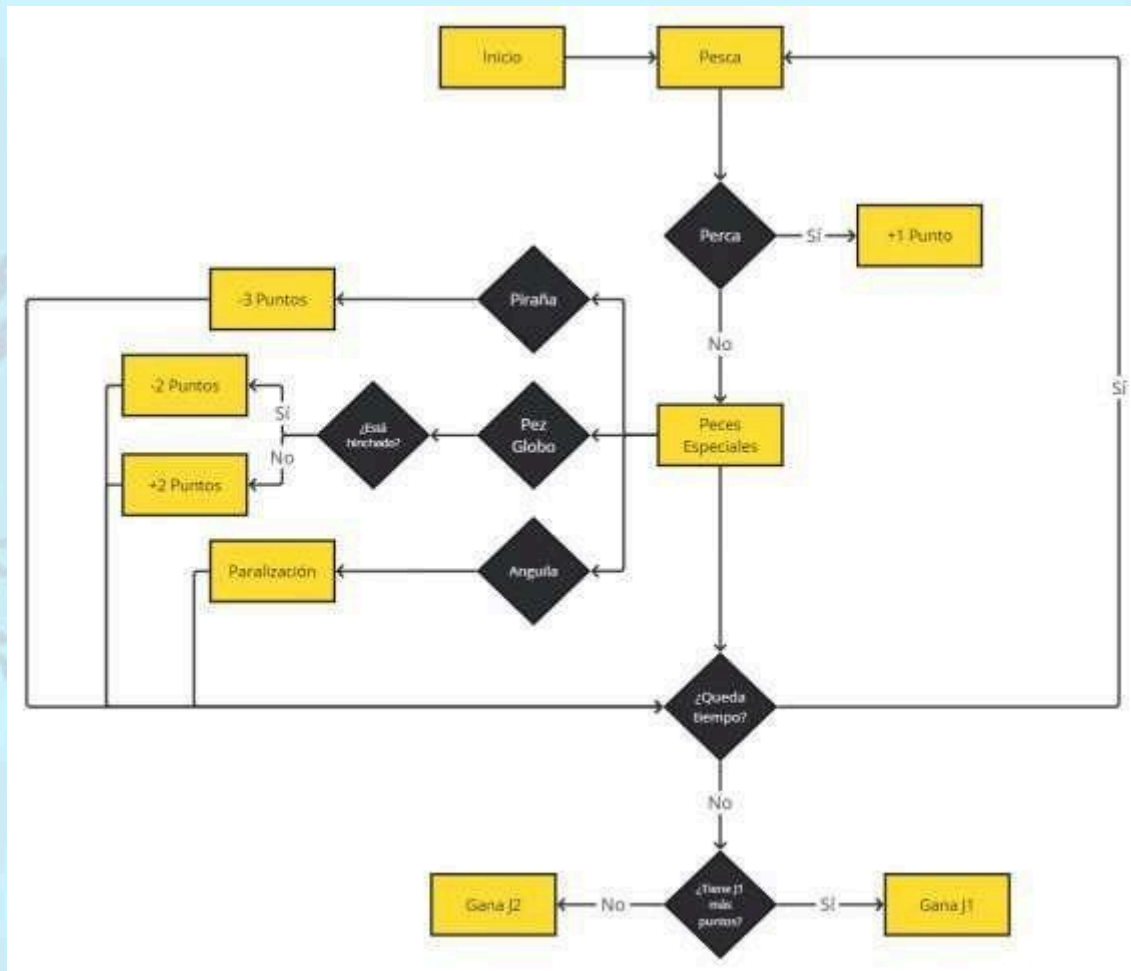 Inicio
Pesca
Perca
Sí
+1 Punto
No
Piraña
-3 Puntos
-2 Puntos
Sí
¿Está
hinchado?
Pez
Globo
Peces
Especiales
No
+2 Puntos
Sí
Paralización
Anguila
¿Queda
tiempo?
No
Gana J2
No
¿Tiene J1
más
puntos?
Sí
Gana J1